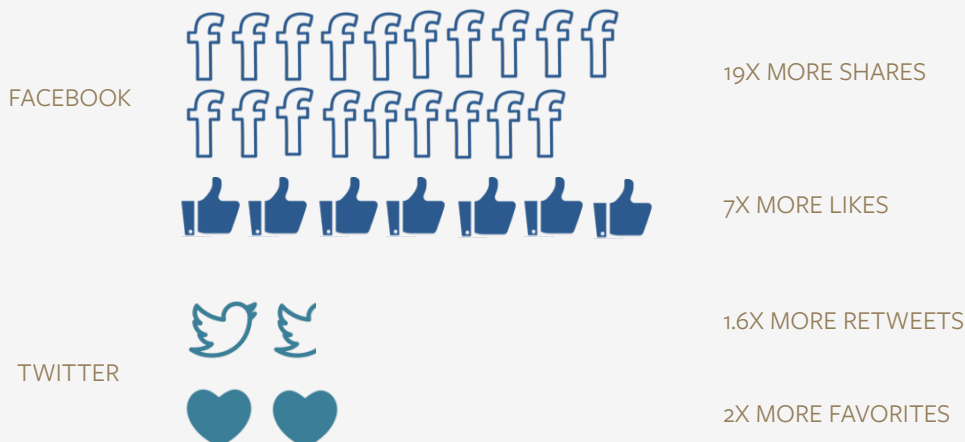 FACEBOOK
19X MORE SHARES
7X MORE LIKES
TWITTER
1.6X MORE RETWEETS
2X MORE FAVORITES